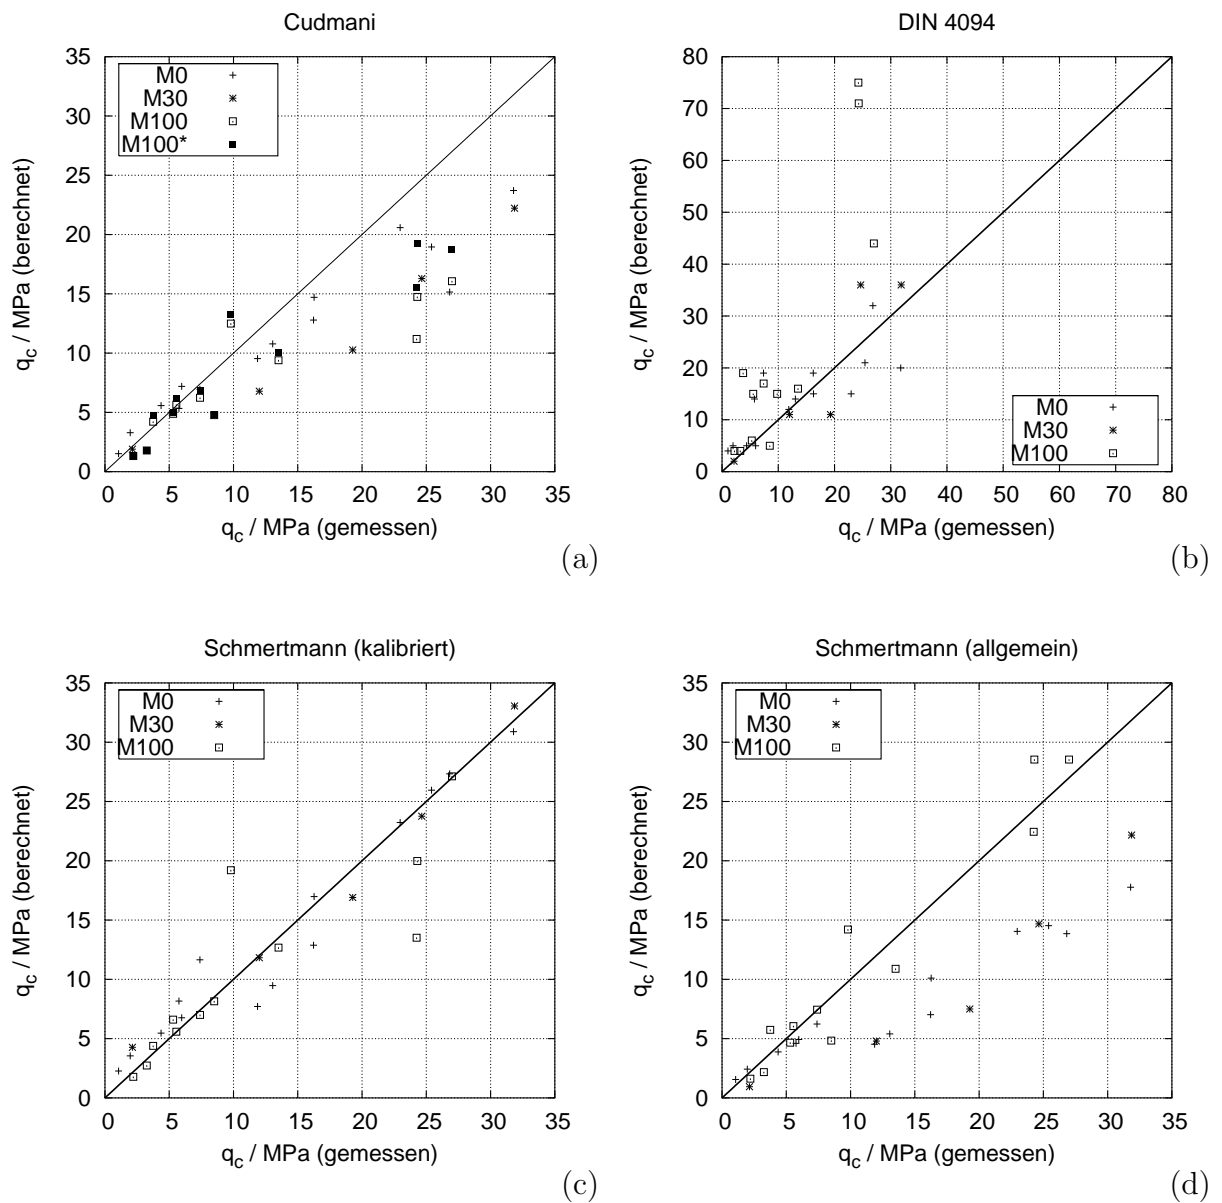 Cudmani
35
30
25
20
15
10
5
0
q_c / MPa (berechnet)
M0
M30
M100
M100*
0 5 10 15 20 25 30 35
q_c / MPa (gemessen)
(a)
DIN 4094
80
70
60
50
40
30
20
10
0
q_c / MPa (berechnet)
M0
M30
M100
0 10 20 30 40 50 60 70 80
q_c / MPa (gemessen)
(b)
Schmertmann (kalibriert)
35
30
25
20
15
10
5
0
q_c / MPa (berechnet)
M0
M30
M100
0 5 10 15 20 25 30 35
q_c / MPa (gemessen)
(c)
Schmertmann (allgemein)
35
30
25
20
15
10
5
0
q_c / MPa (berechnet)
M0
M30
M100
0 5 10 15 20 25 30 35
q_c / MPa (gemessen)
(d)